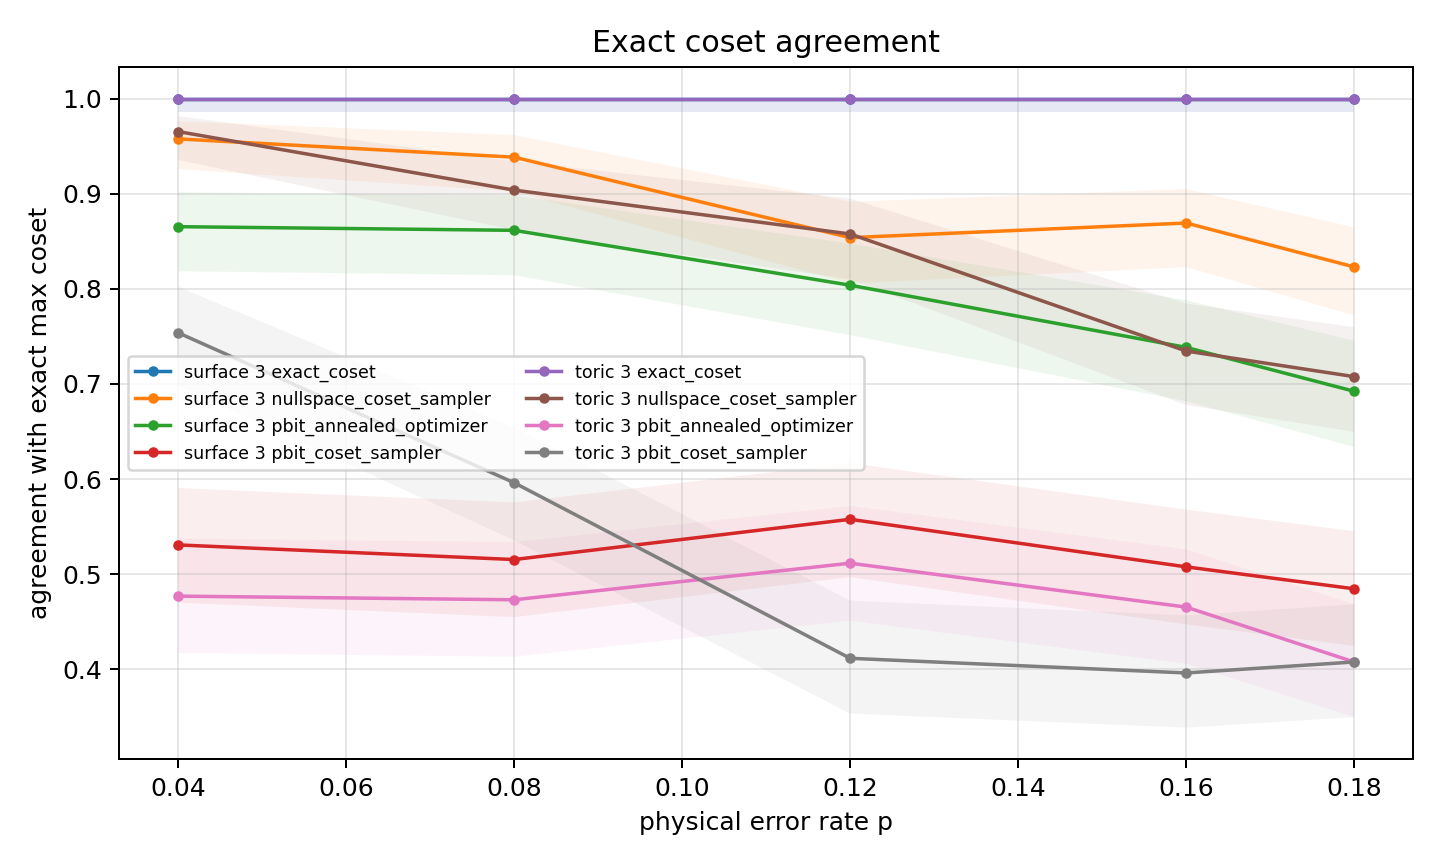 Exact coset agreement
agreement with exact max coset
1.0
0.9
0.8
0.7
0.6
0.5
0.4
surface 3 exact_coset
surface 3 nullspace_coset_sampler
surface 3 pbit_annealed_optimizer
surface 3 pbit_coset_sampler
toric 3 exact_coset
toric 3 nullspace_coset_sampler
toric 3 pbit_annealed_optimizer
toric 3 pbit_coset_sampler
0.04 0.06 0.08 0.10 0.12 0.14 0.16 0.18
physical error rate p